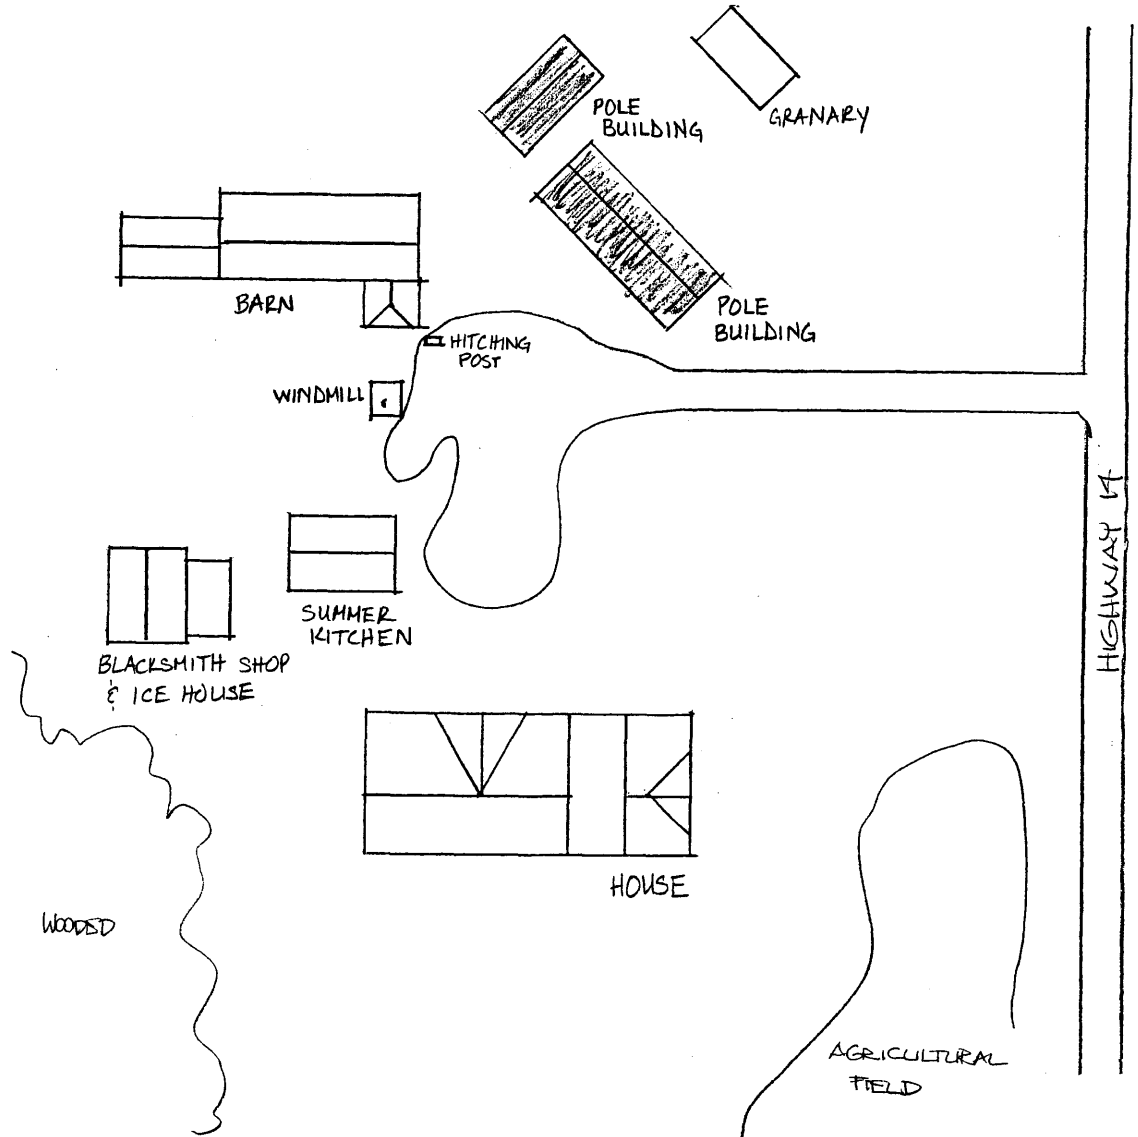 POLE
BUILDING
GRANARY
BARN
POLE
BUILDING
HITCHING
POST
WINDMILL
HIGHWAY 14
SUMMER
KITCHEN
BLACKSMITH SHOP
& ICE HOUSE
HOUSE
WOODED
AGRICULTURAL
FIELD